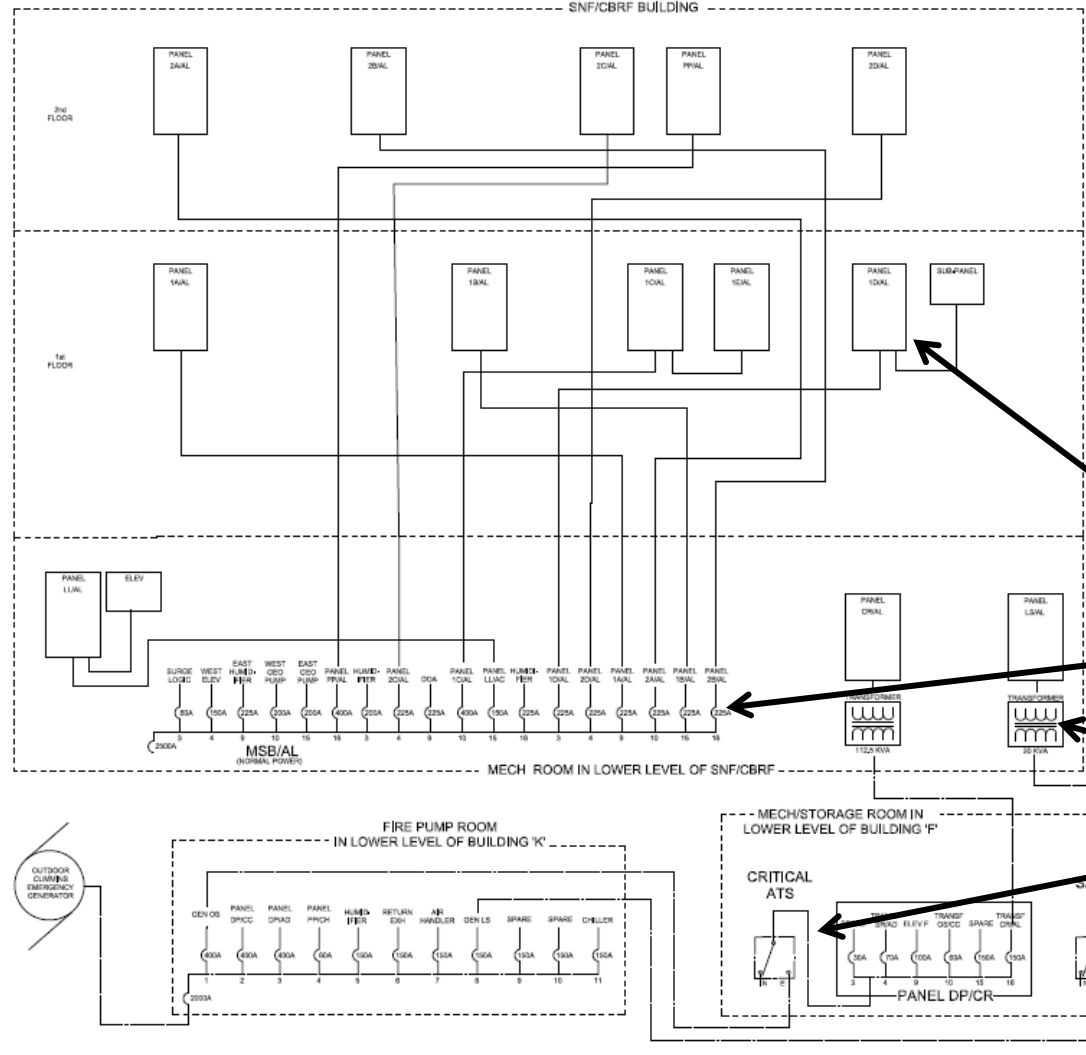 SNF/CBRF BUILDING
PANEL
2A/AL
PANEL
2B/AL
PANEL
2C/AL
PANEL
PP/AL
PANEL
2D/AL
2nd
FLOOR
PANEL
1A/AL
PANEL
1B/AL
PANEL
1C/AL
PANEL
1E/AL
PANEL
1D/AL
SUB-PANEL
1st
FLOOR
PANEL
LL/AL
ELEV
PANEL
CR/AL
PANEL
LS/AL
SURGE
LOGIC
WEST
ELEV
EAST
HUMID-
IFIER
WEST
GEO
PUMP
EAST
GEO
PUMP
PANEL
PP/AL
HUMID-
IFIER
PANEL
2C/AL
DOA
PANEL
1C/AL
PANEL
LL/AC
HUMIDI-
FIER
PANEL
1D/AL
PANEL
2D/AL
PANEL
1A/AL
PANEL
2A/AL
PANEL
1B/AL
PANEL
2B/AL
TRANSFORMER
TRANSFORMER
80A 150A 225A 200A 200A 400A 200A 225A 225A 400A 150A 225A 225A 225A 225A 225A 225A
3 4 9 10 15 16 3 4 9 10 15 16 3 4 9 10 15 16
2500A
MSB/AL
(NORMAL POWER)
112.5 KVA
30 KVA
MECH ROOM IN LOWER LEVEL OF SNF/CBRF
FIRE PUMP ROOM
IN LOWER LEVEL OF BUILDING 'K'
MECH/STORAGE ROOM IN
LOWER LEVEL OF BUILDING 'F'
OUTDOOR
CUMMINS
EMERGENCY
GENERATOR
CRITICAL
ATS
GEN OS
PANEL
DP/CC
PANEL
DP/AD
PANEL
PP/CH
HUMID-
IFIER
RETURN
EXH
AIR
HANDLER
GEN LS
SPARE
SPARE
CHILLER
ELEV F
TRANSF
OS/CC
SPARE
TRANSF
CR/AL
400A 400A 400A 60A 150A 150A 150A 150A 150A 150A 150A
30A 70A 100A 60A 150A 150A
1 2 3 4 5 6 7 8 9 10 11
3 4 9 10 15 16
N E
2000A
PANEL DP/CR